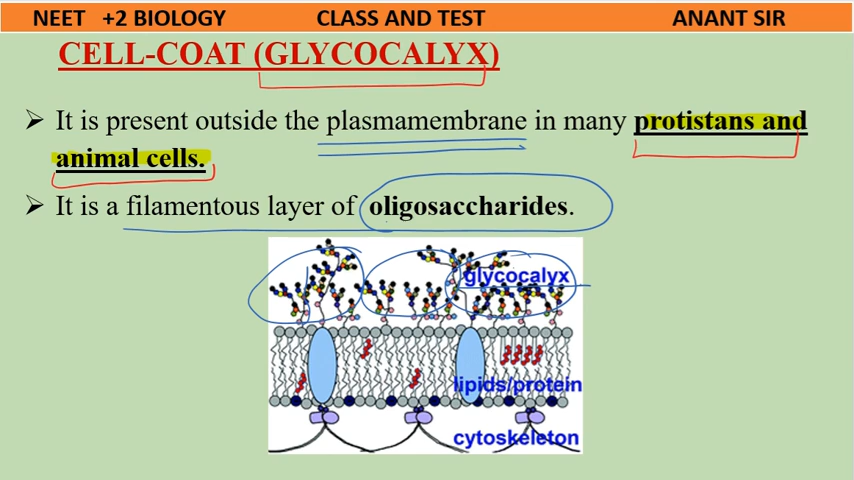 NEET +2 BIOLOGY CLASS AND TEST ANANT SIR
CELL-COAT (GLYCOCALYX)
➢ It is present outside the plasmamembrane in many protistans and
animal cells.
➢ It is a filamentous layer of oligosaccharides.
glycocalyx
lipids/protein
cytoskeleton